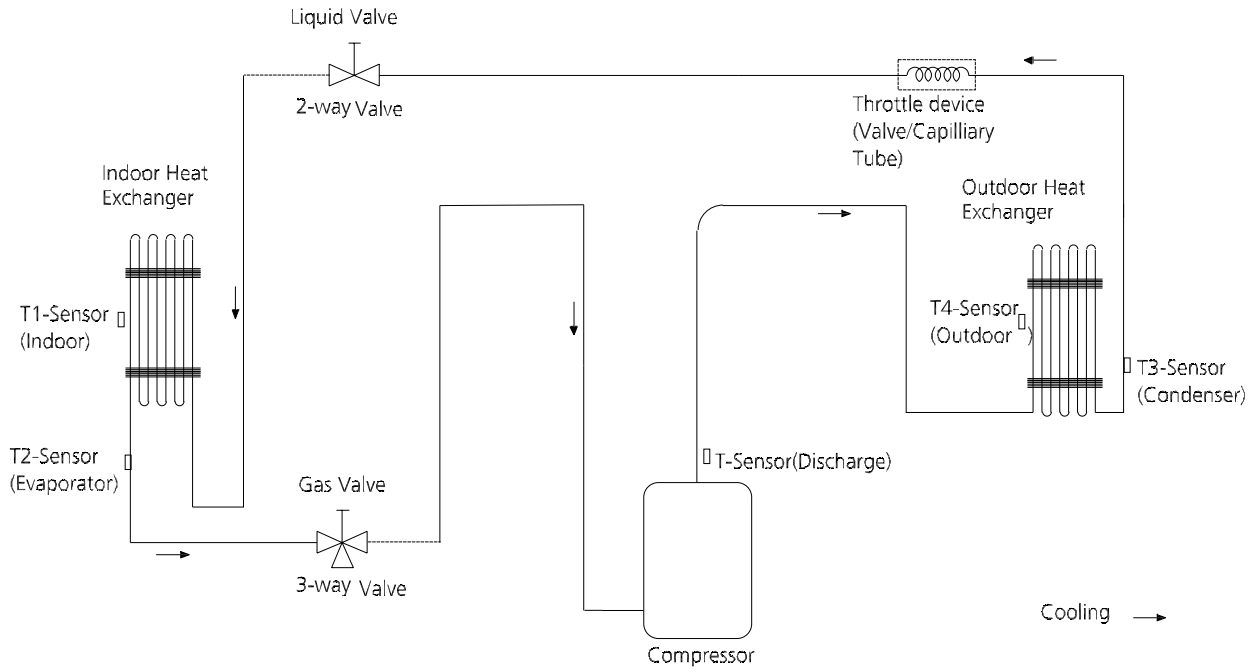 Liquid Valve
2-way Valve
Throttle device
(Valve/Capilliary
Tube)
Indoor Heat
Exchanger
Outdoor Heat
Exchanger
T1-Sensor
(Indoor)
T4-Sensor
(Outdoor )
T3-Sensor
(Condenser)
T2-Sensor
(Evaporator)
T-Sensor(Discharge)
Gas Valve
3-way Valve
Cooling
Compressor